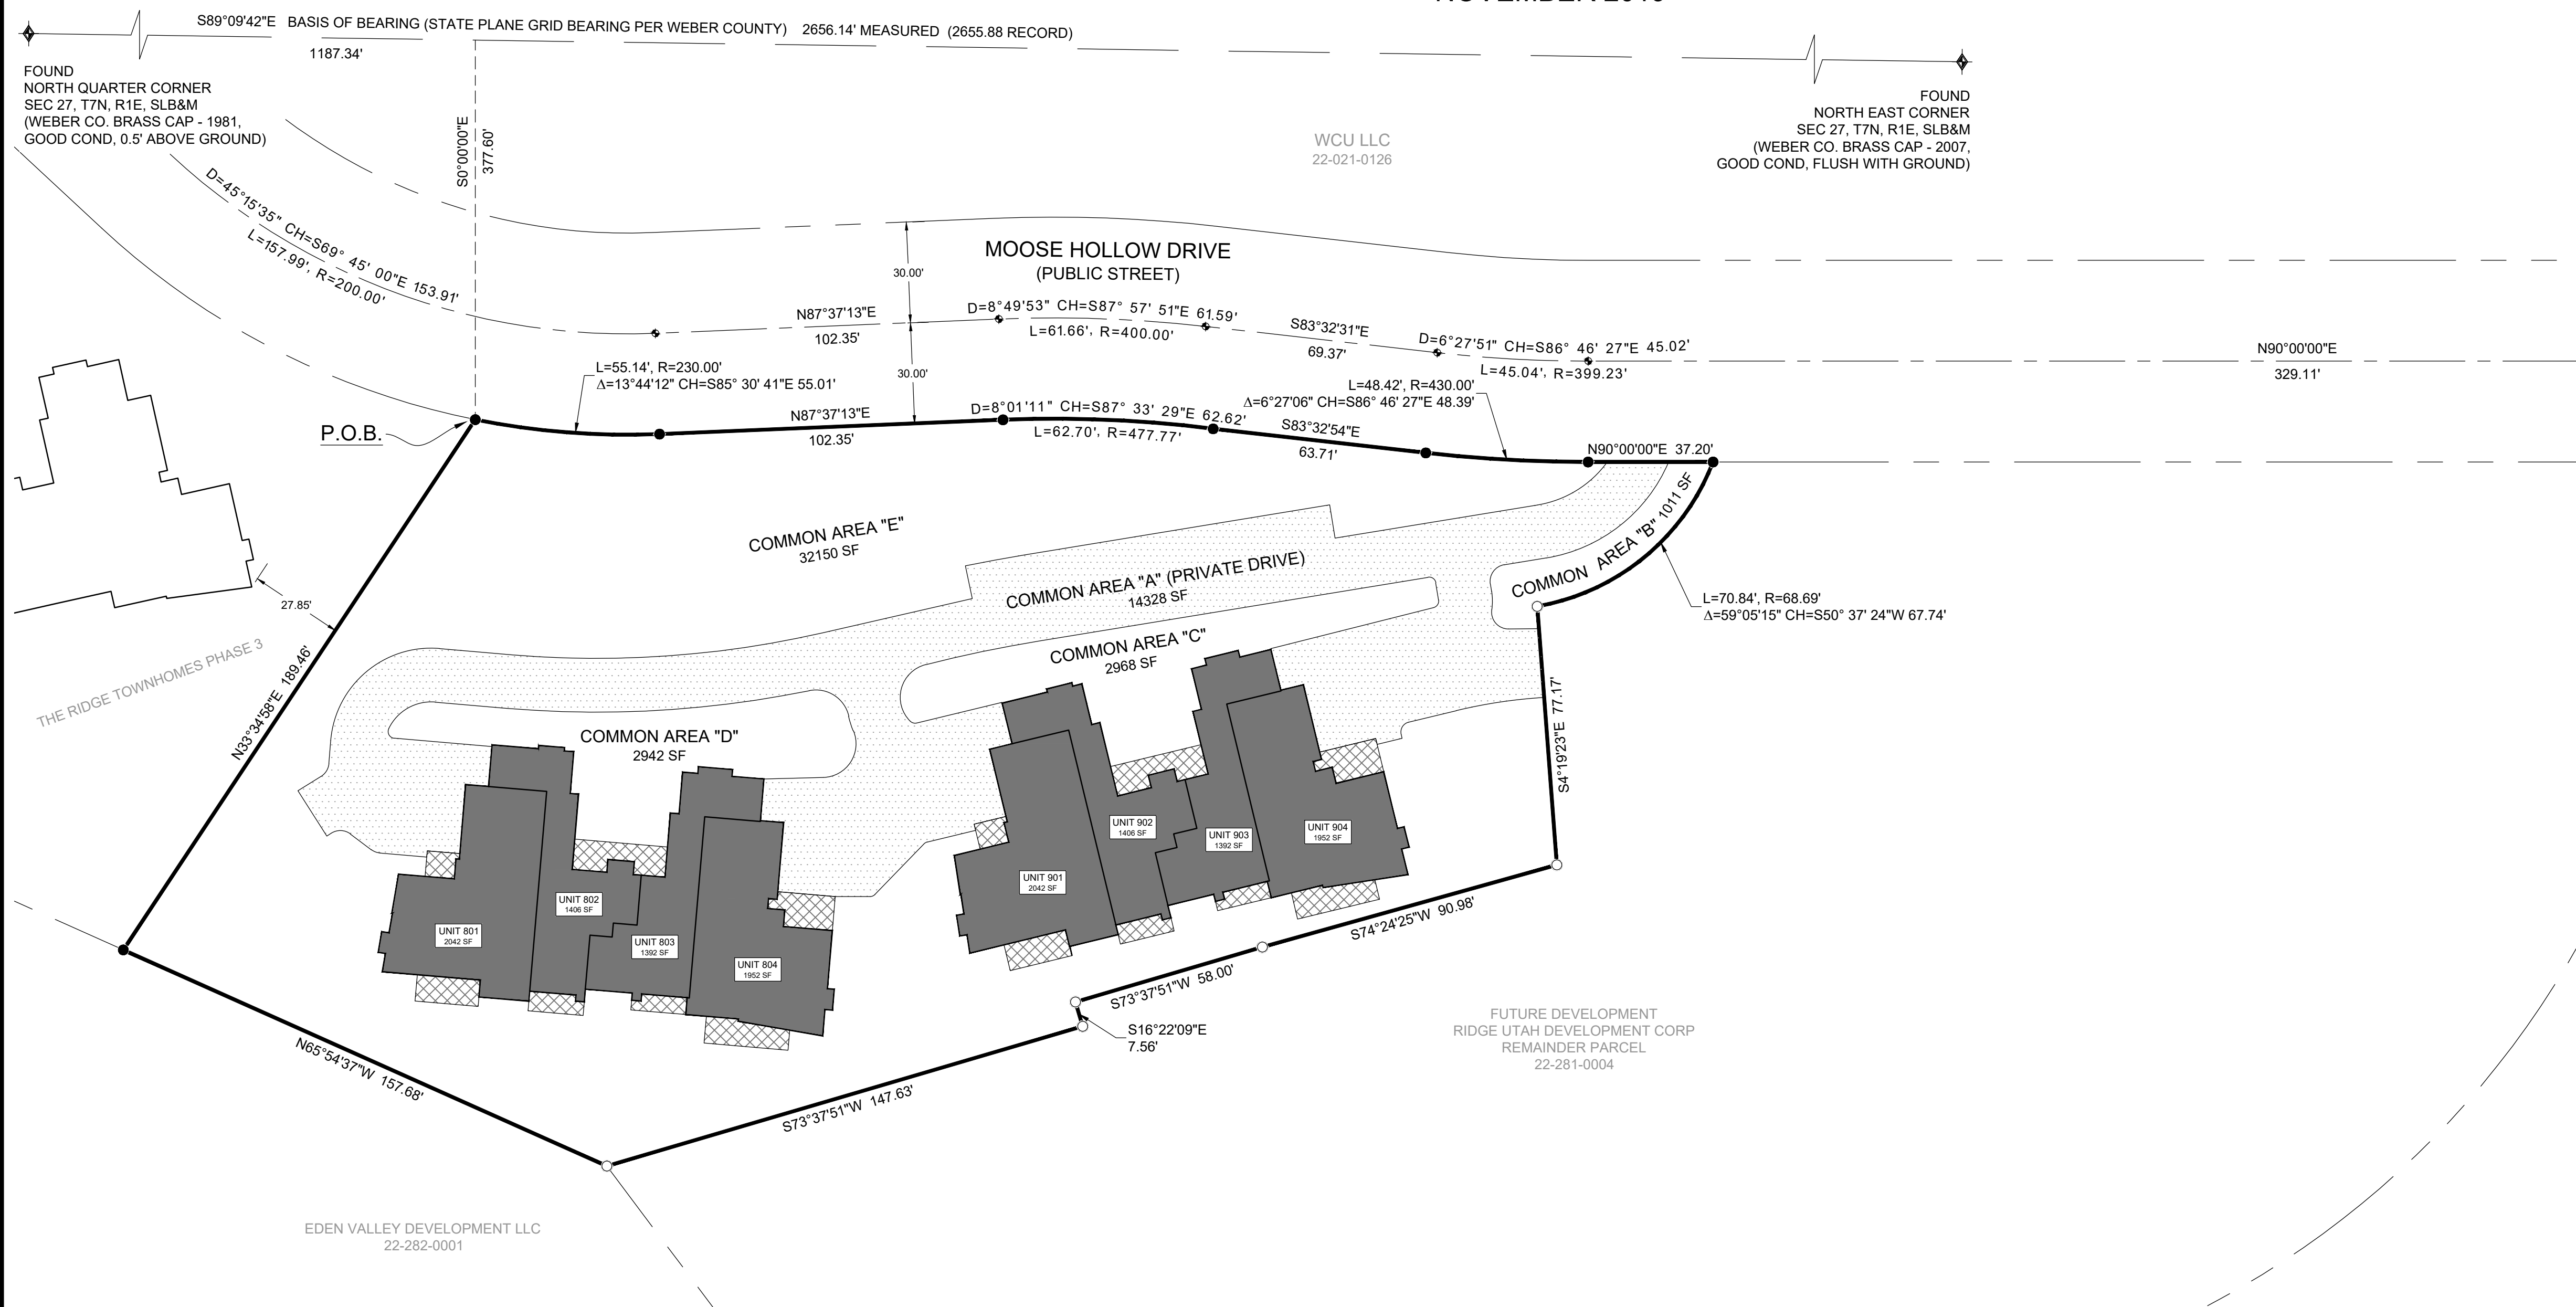 S89°09'42"E   BASIS OF BEARING (STATE PLANE GRID BEARING PER WEBER COUNTY)    2656.14' MEASURED  (2655.88 RECORD)
1187.34'
FOUND
NORTH QUARTER CORNER
SEC 27, T7N, R1E, SLB&M
(WEBER CO. BRASS CAP - 1981,
GOOD COND, 0.5' ABOVE GROUND)
FOUND
NORTH EAST CORNER
SEC 27, T7N, R1E, SLB&M
(WEBER CO. BRASS CAP - 2007,
GOOD COND, FLUSH WITH GROUND)
S0°00'00"E
377.60'
WCU LLC
22-021-0126
D=45°15'35" CH=S69° 45' 00"E 153.91'
L=157.99', R=200.00'
MOOSE HOLLOW DRIVE
(PUBLIC STREET)
30.00'
30.00'
N87°37'13"E
102.35'
D=8°49'53" CH=S87° 57' 51"E 61.59'
L=61.66', R=400.00'
S83°32'31"E
69.37'
D=6°27'51" CH=S86° 46' 27"E 45.02'
L=45.04', R=399.23'
N90°00'00"E
329.11'
L=55.14', R=230.00'
Δ=13°44'12" CH=S85° 30' 41"E 55.01'
L=48.42', R=430.00'
Δ=6°27'06" CH=S86° 46' 27"E 48.39'
P.O.B.
N87°37'13"E
102.35'
D=8°01'11" CH=S87° 33' 29"E 62.62'
L=62.70', R=477.77'
S83°32'54"E
63.71'
N90°00'00"E  37.20'
COMMON AREA "E"
32150 SF
COMMON AREA "A" (PRIVATE DRIVE)
14328 SF
COMMON AREA "B" 1011 SF
L=70.84', R=68.69'
Δ=59°05'15" CH=S50° 37' 24"W 67.74'
27.85'
THE RIDGE TOWNHOMES PHASE 3
N33°34'58"E  189.46'
COMMON AREA "C"
2968 SF
COMMON AREA "D"
2942 SF
S4°19'23"E  77.17'
UNIT 901
2042 SF
UNIT 902
1406 SF
UNIT 903
1392 SF
UNIT 904
1952 SF
UNIT 801
2042 SF
UNIT 802
1406 SF
UNIT 803
1392 SF
UNIT 804
1952 SF
S74°24'25"W  90.98'
S73°37'51"W  58.00'
S16°22'09"E
7.56'
S73°37'51"W  147.63'
N65°54'37"W  157.68'
FUTURE DEVELOPMENT
RIDGE UTAH DEVELOPMENT CORP
REMAINDER PARCEL
22-281-0004
EDEN VALLEY DEVELOPMENT LLC
22-282-0001